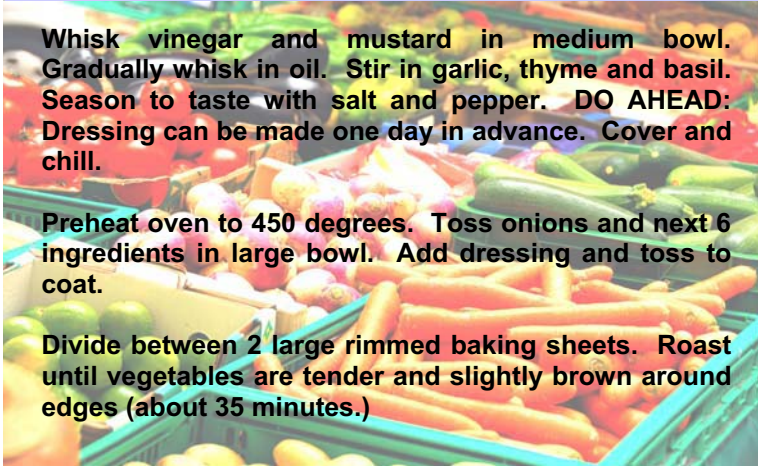 Whisk vinegar and mustard in medium bowl.
Gradually whisk in oil. Stir in garlic, thyme and basil.
Season to taste with salt and pepper. DO AHEAD:
Dressing can be made one day in advance. Cover and
chill.
Preheat oven to 450 degrees. Toss onions and next 6
ingredients in large bowl. Add dressing and toss to
coat.
Divide between 2 large rimmed baking sheets. Roast
until vegetables are tender and slightly brown around
edges (about 35 minutes.)